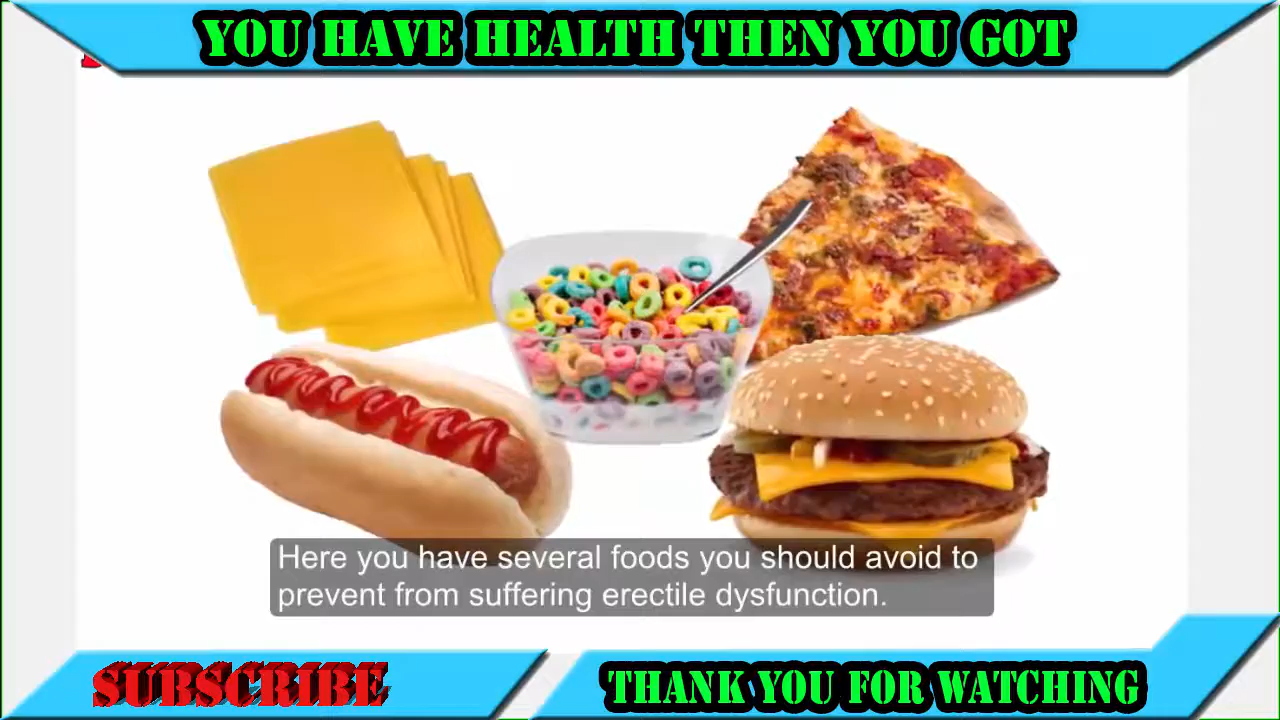 YOU HAVE HEALTH THEN YOU GOT
Here you have several foods you should avoid to
prevent from suffering erectile dysfunction.
SUBSCRIBE
THANK YOU FOR WATCHING